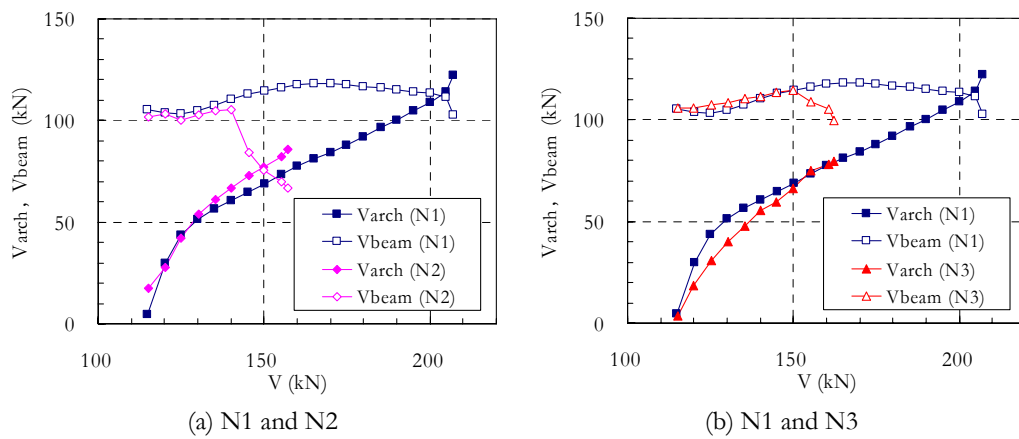 150
100
50
0
Varch , Vbeam (kN)
Varch (N1)
Vbeam (N1)
Varch (N2)
Vbeam (N2)
100
150
200
V (kN)
(a) N1 and N2
150
100
50
0
Varch , Vbeam (kN)
Varch (N1)
Vbeam (N1)
Varch (N3)
Vbeam (N3)
100
150
200
V (kN)
(b) N1 and N3